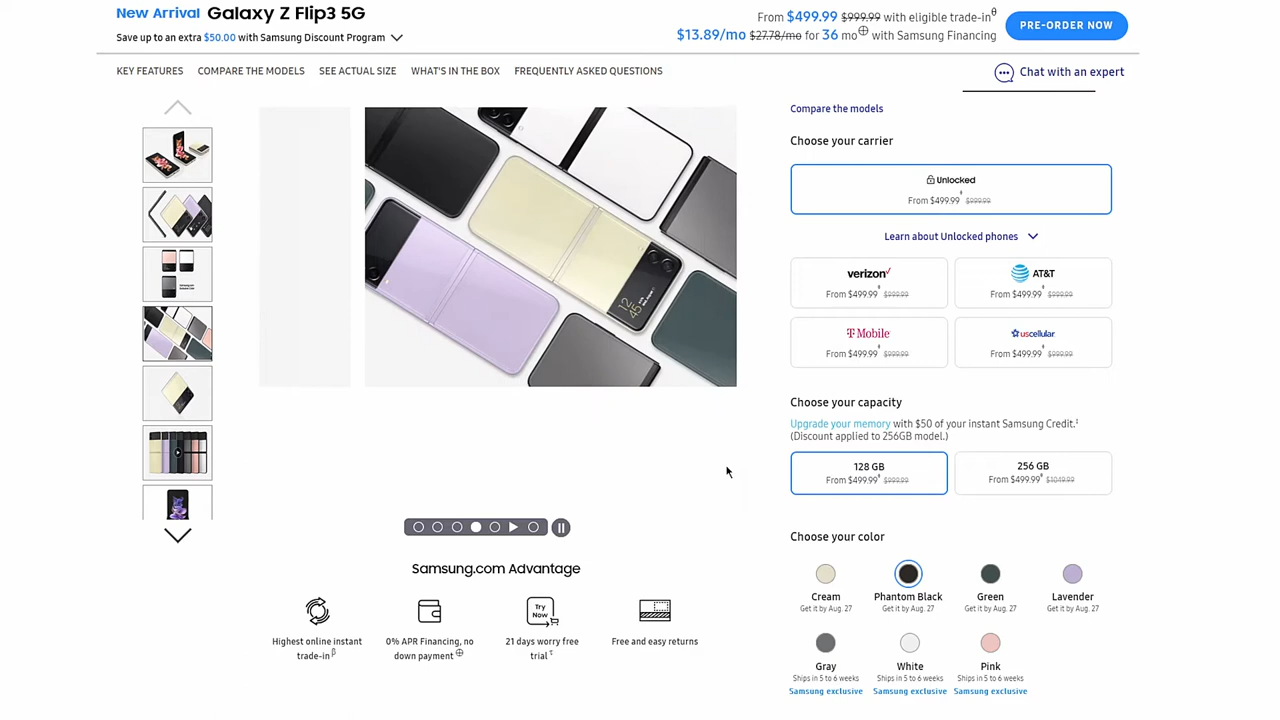 New Arrival Galaxy Z Flip3 5G
Save up to an extra $50.00 with Samsung Discount Program
From $499.99 $999.99 with eligible trade-inθ
$13.89/mo $27.78/mo for 36 mo⊕ with Samsung Financing
PRE-ORDER NOW
KEY FEATURES COMPARE THE MODELS SEE ACTUAL SIZE WHAT'S IN THE BOX FREQUENTLY ASKED QUESTIONS
Chat with an expert
12
45
Samsung.com Advantage
Try
Now
Highest online instant
trade-in β
0% APR Financing, no
down payment ⊕
21 days worry free
trial
Free and easy returns
Compare the models
Choose your carrier
Unlocked
From $499.99‡ $999.99
Learn about Unlocked phones
verizon
From $499.99‡ $999.99
AT&T
From $499.99‡ $999.99
T Mobile
From $499.99‡ $999.99
uscellular
From $499.99‡ $999.99
Choose your capacity
Upgrade your memory with $50 of your instant Samsung Credit.‡
(Discount applied to 256GB model.)
128 GB
From $499.99‡ $999.99
256 GB
From $499.99‡ $1049.99
Choose your color
Cream
Get it by Aug. 27
Phantom Black
Get it by Aug. 27
Green
Get it by Aug. 27
Lavender
Get it by Aug. 27
Gray
Ships in 5 to 6 weeks
Samsung exclusive
White
Ships in 5 to 6 weeks
Samsung exclusive
Pink
Ships in 5 to 6 weeks
Samsung exclusive